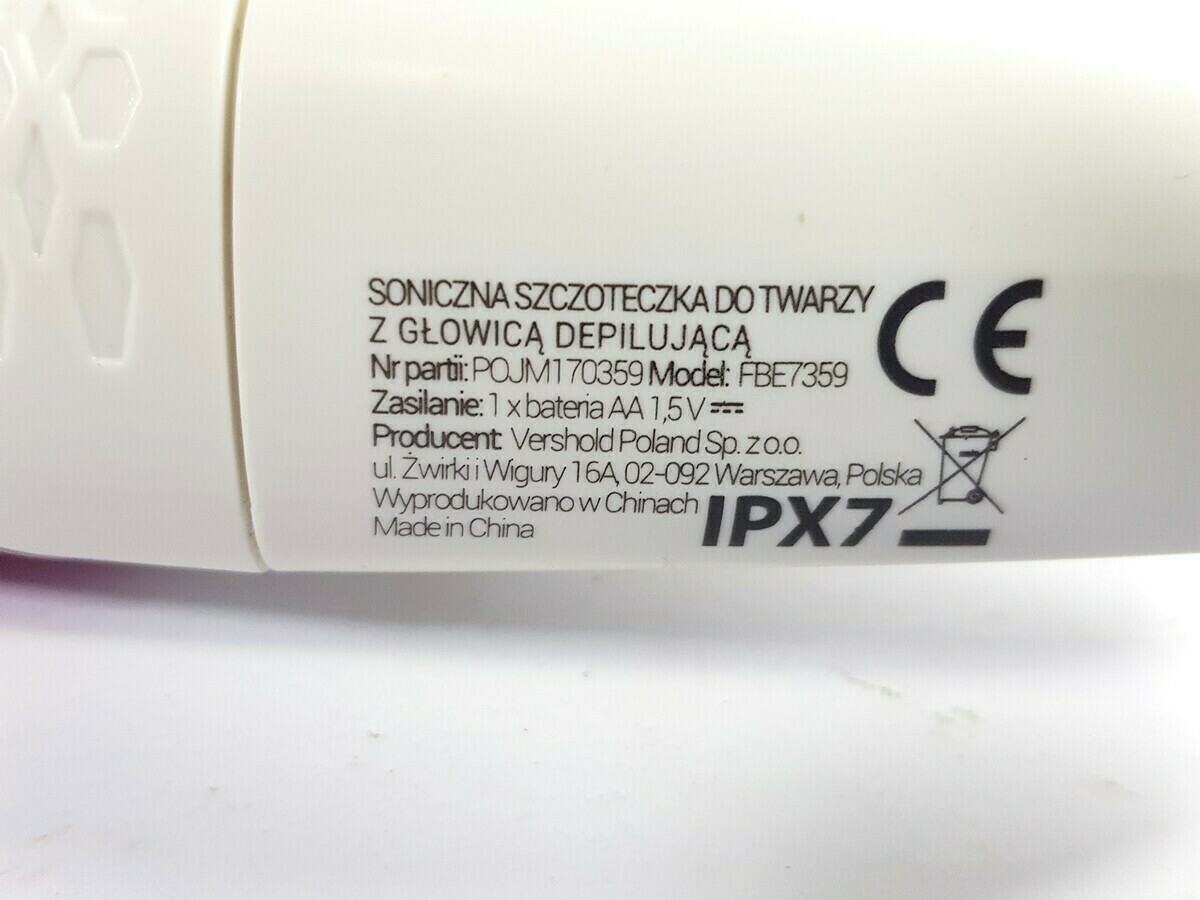 SONICZNA SZCZOTECZKA DO TWARZY
Z GŁOWICĄ DEPILUJĄCĄ
Nr partii: POJM170359 Model: FBE7359
Zasilanie: 1 x bateria AA 1,5 V
Producent: Vershold Poland Sp. z o.o.
ul. Żwirki i Wigury 16A, 02-092 Warszawa, Polska
Wyprodukowano w Chinach
Made in China
CE
IPX7